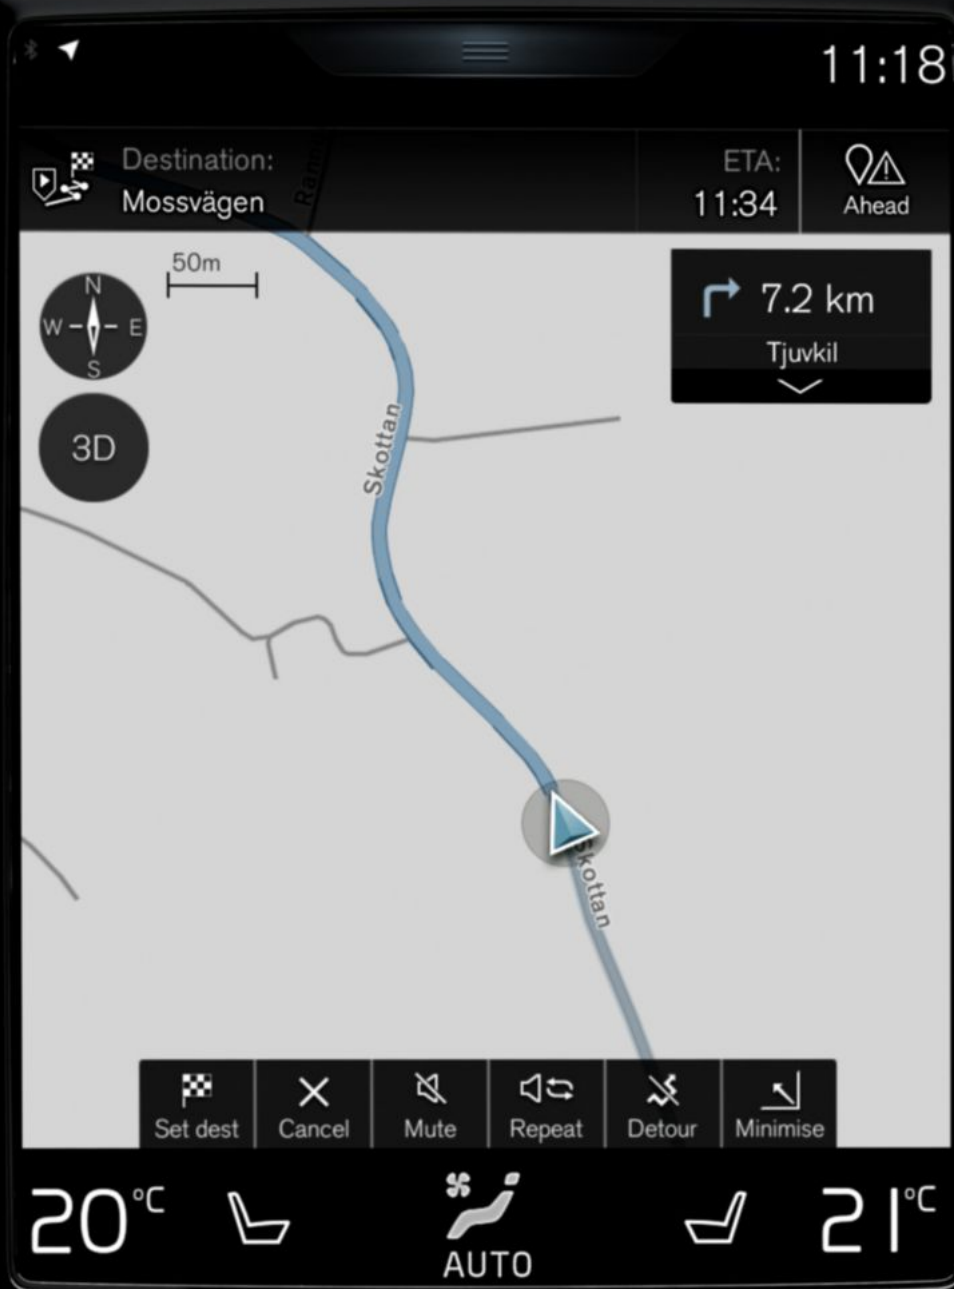 11:18
Destination:
Mossvägen
ETA:
11:34
Ahead
50m
N
W
E
S
3D
7.2 km
Tjuvkil
Skottan
Skottan
Set dest
Cancel
Mute
Repeat
Detour
Minimise
20°C
AUTO
21°C